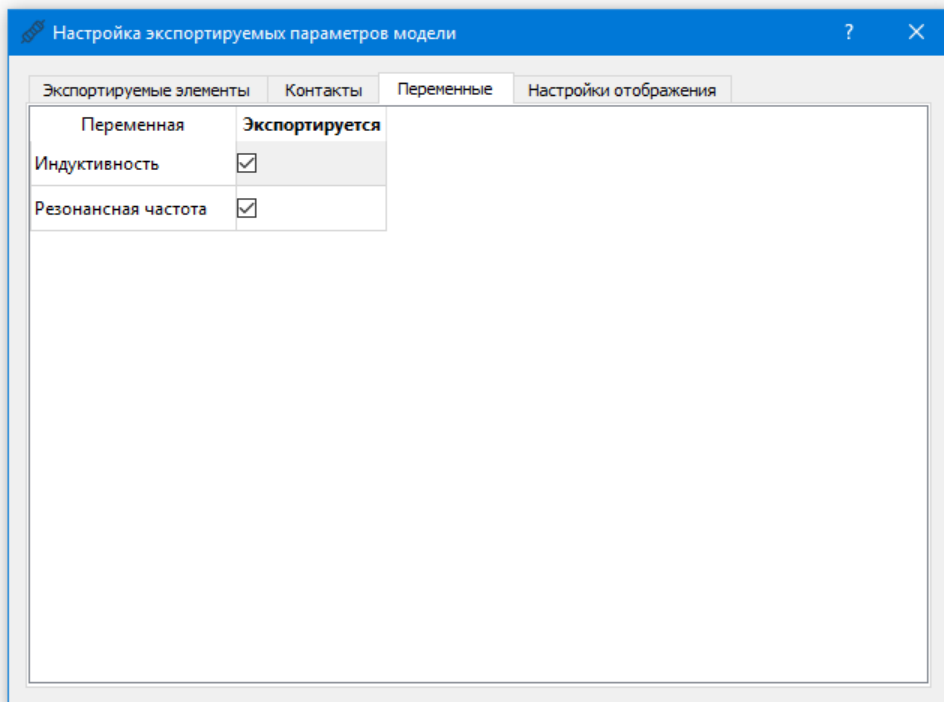 Настройка экспортируемых параметров модели ?
Экспортируемые элементы Контакты Переменные Настройки отображения
Переменная Экспортируется
Индуктивность
Резонансная частота